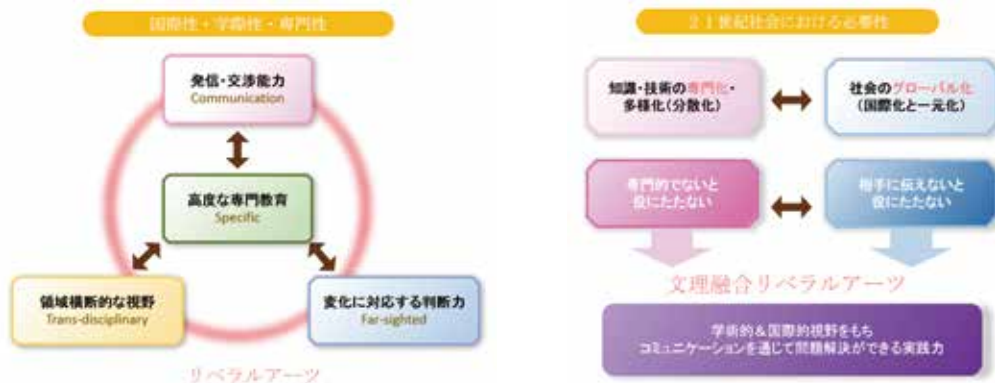 国際性・学際性・専門性
発信・交渉能力
Communication
高度な専門教育
Specific
領域横断的な視野
Trans-disciplinary
変化に対応する判断力
Far-sighted
リベラルアーツ
21世紀社会における必要性
知識・技術の専門化・
多様化(分散化)
社会のグローバル化
(国際化と一元化)
専門的でないと
役にたたない
相手に伝えないと
役にたたない
文理融合リベラルアーツ
学術的&国際的視野をもち
コミュニケーションを通じて問題解決ができる実践力